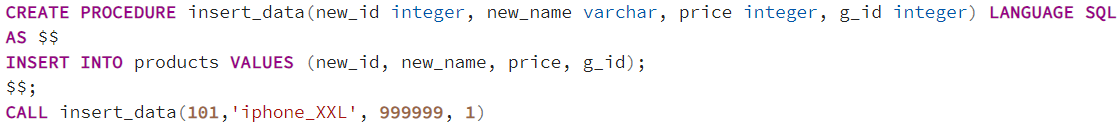 CREATE PROCEDURE insert_data(new_id integer, new_name varchar, price integer, g_id integer) LANGUAGE SQL
AS $$
INSERT INTO products VALUES (new_id, new_name, price, g_id);
$$;
CALL insert_data(101,'iphone_XXL', 999999, 1)